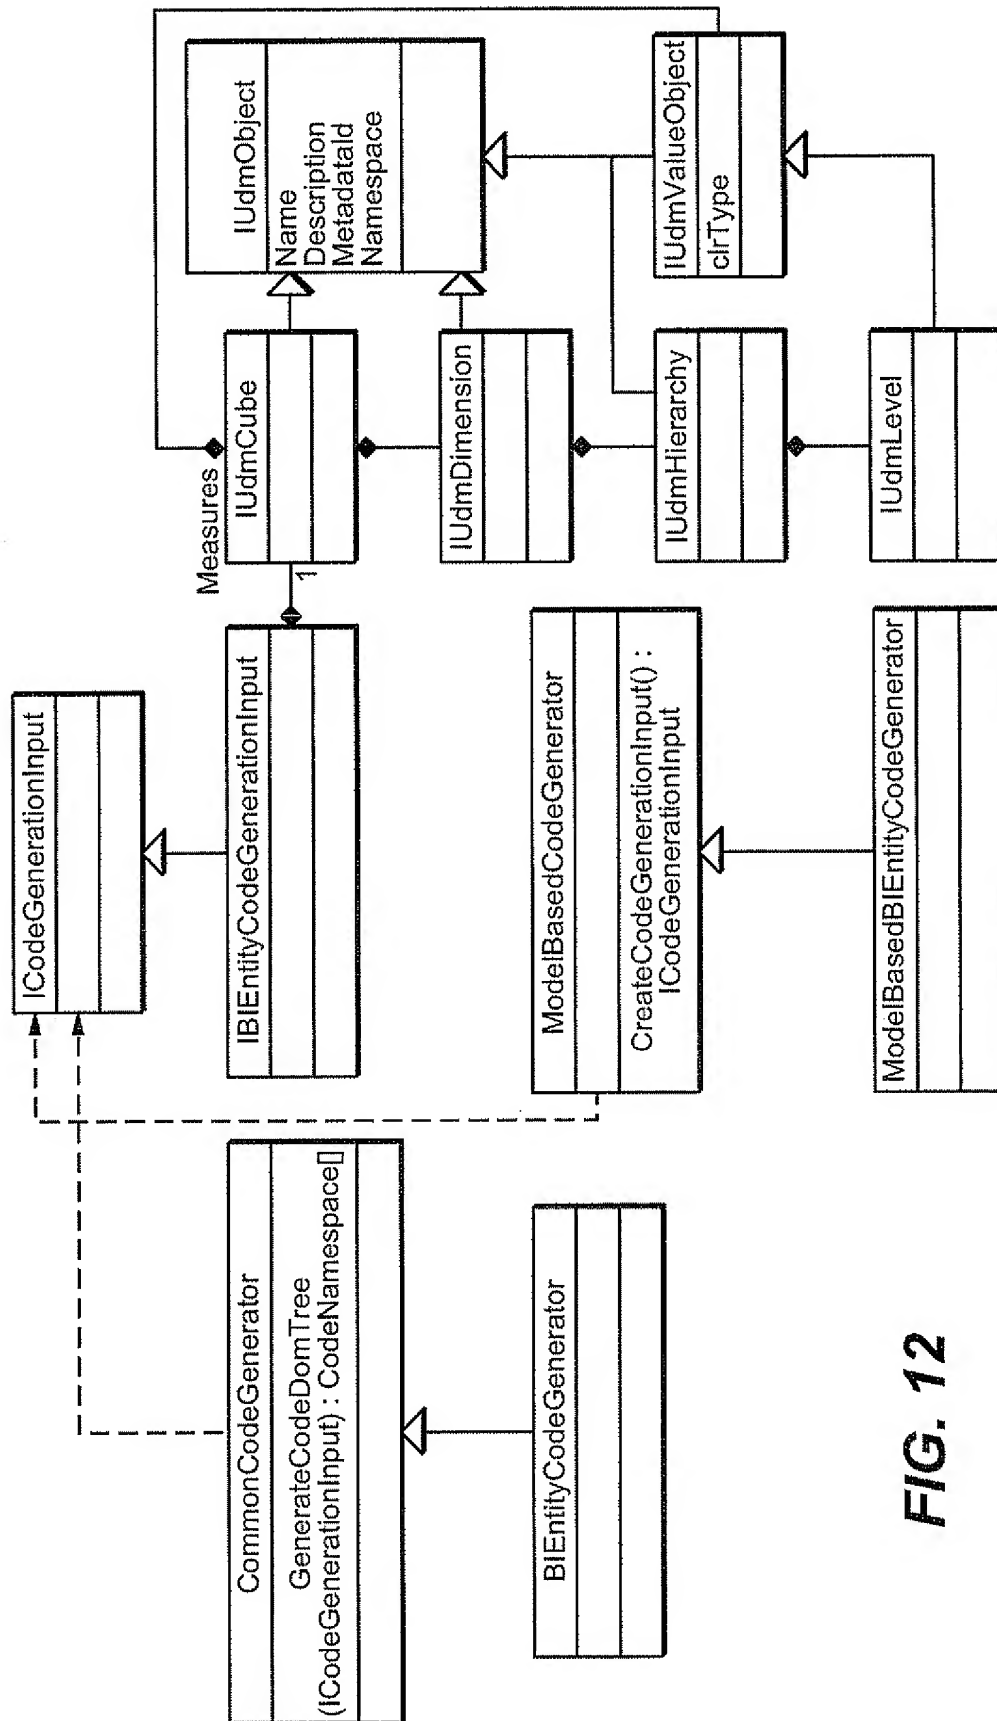 ICodeGenerationInput
CommonCodeGenerator
GenerateCodeDomTree
(ICodeGenerationInput) : CodeNamespace[]
IBIEntityCodeGenerationInput
1
Measures
IUdmCube
IUdmObject
Name
Description
MetadataId
Namespace
IUdmDimension
BIEntityCodeGenerator
ModelBasedCodeGenerator
CreateCodeGenerationInput() :
ICodeGenerationInput
IUdmHierarchy
IUdmValueObject
clrType
ModelBasedBIEntityCodeGenerator
IUdmLevel
FIG. 12